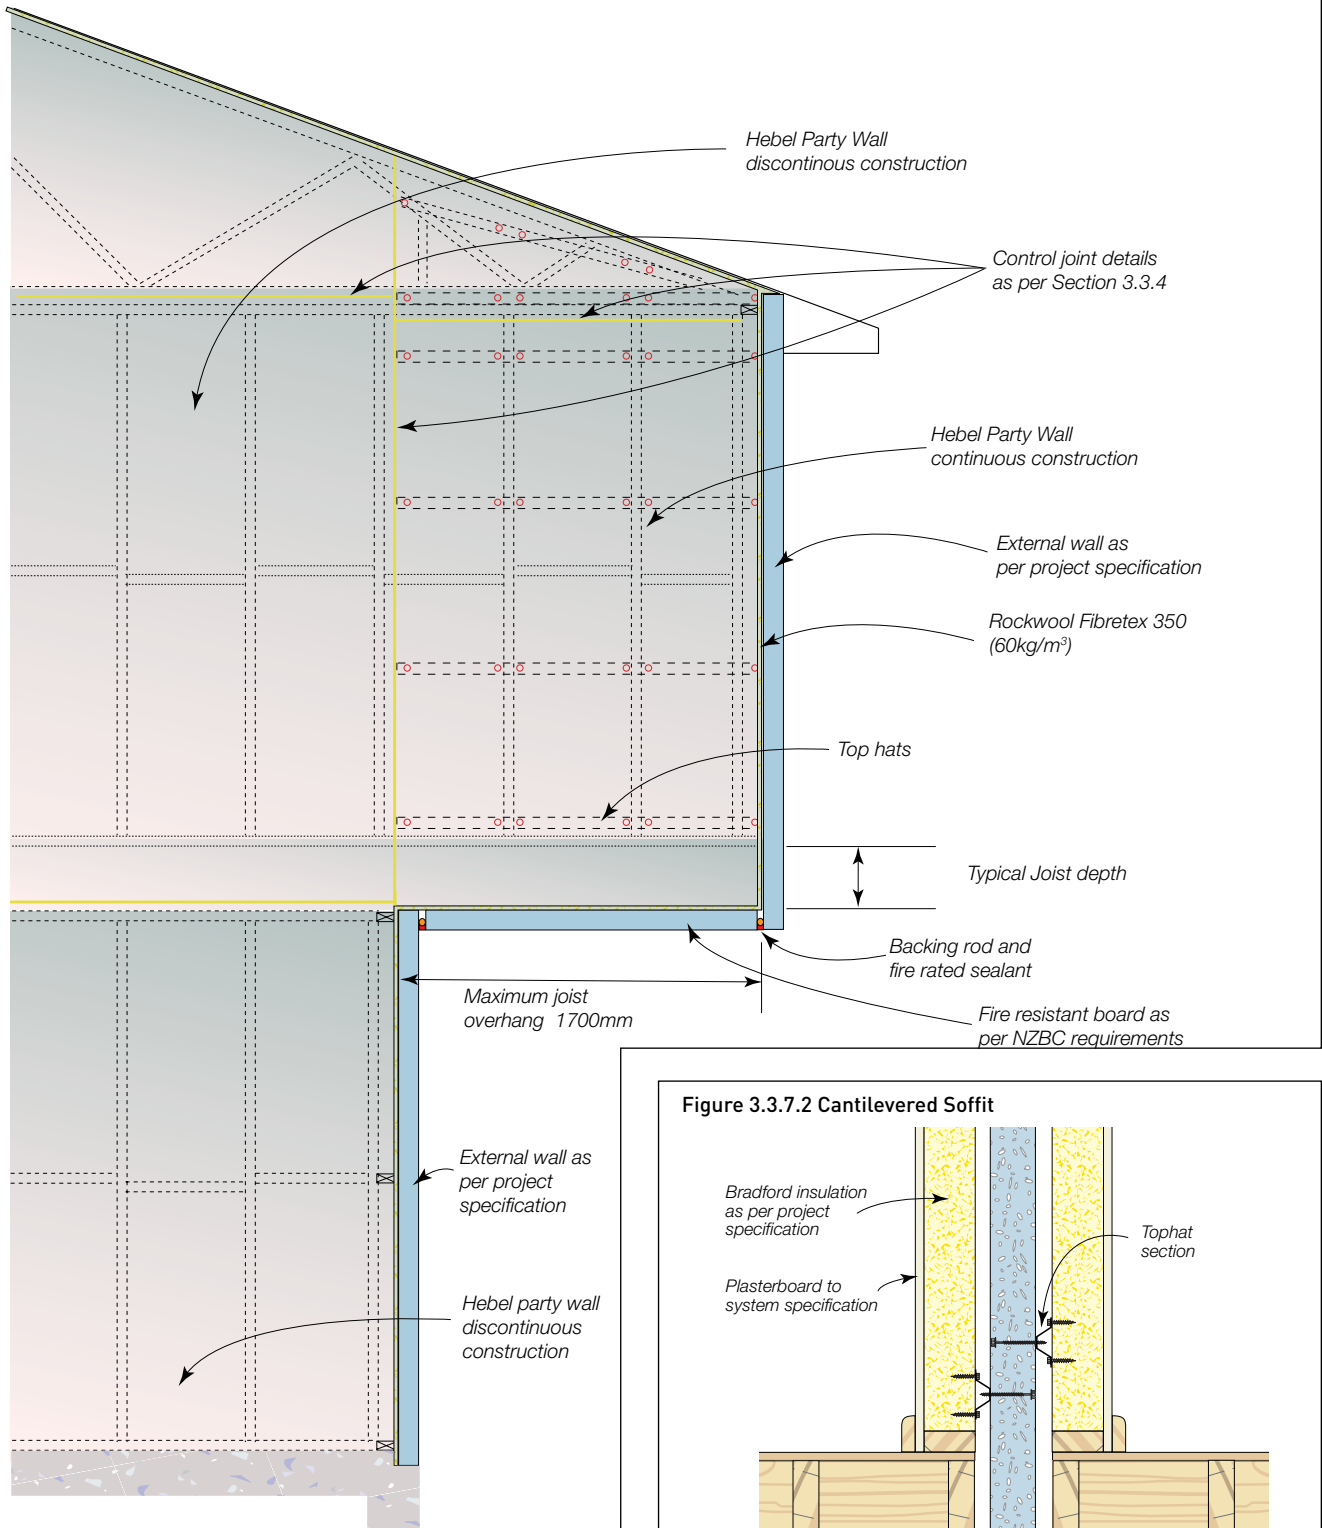 Hebel Party Wall
discontinous construction
Control joint details
as per Section 3.3.4
Hebel Party Wall
continuous construction
External wall as
per project specification
Rockwool Fibretex 350
(60kg/m³)
Top hats
Typical Joist depth
Backing rod and
fire rated sealant
Maximum joist
overhang 1700mm
Fire resistant board as
per NZBC requirements
External wall as
per project
specification
Hebel party wall
discontinuous
construction
Figure 3.3.7.2 Cantilevered Soffit
Bradford insulation
as per project
specification
Tophat
section
Plasterboard to
system specification